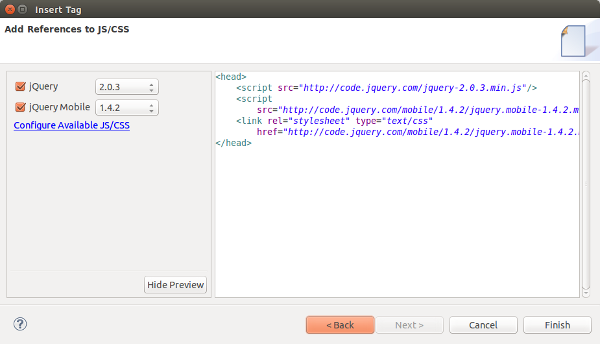 Insert Tag
Add References to JS/CSS
jQuery 2.0.3
jQuery Mobile 1.4.2
Configure Available JS/CSS
Hide Preview
<head>
<script src="http://code.jquery.com/jquery-2.0.3.min.js"/>
<script
src="http://code.jquery.com/mobile/1.4.2/jquery.mobile-1.4.2.m
<link rel="stylesheet" type="text/css"
href="http://code.jquery.com/mobile/1.4.2/jquery.mobile-1.4.2.
</head>
?
< Back
Next >
Cancel
Finish